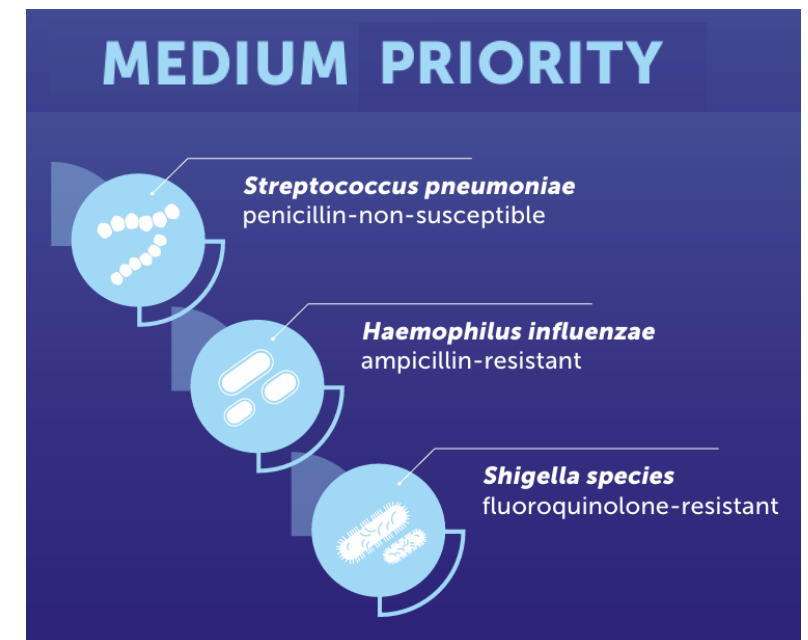 MEDIUM PRIORITY
Streptococcus pneumoniae
penicillin-non-susceptible
Haemophilus influenzae
ampicillin-resistant
Shigella species
fluoroquinolone-resistant